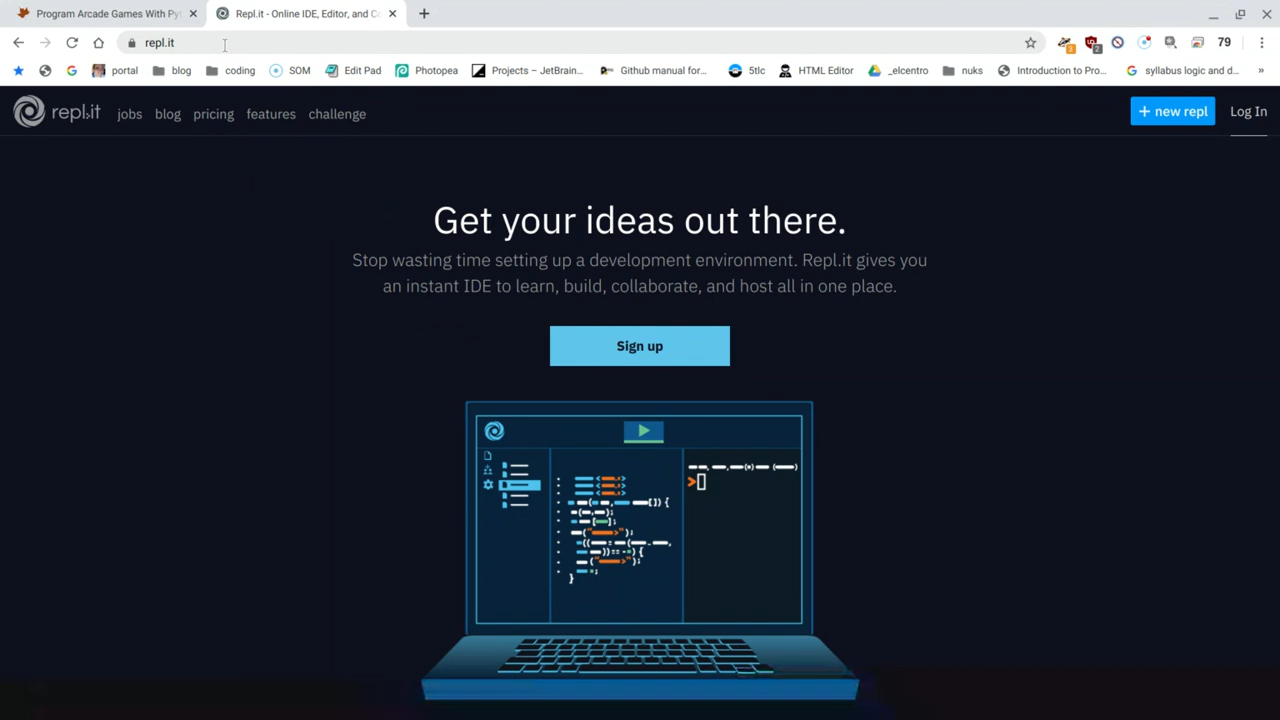 Program Arcade Games With Pyt
Repl.it - Online IDE, Editor, and Co
repl.it
2
2
79
portal
blog
coding
SOM
Edit Pad
Photopea
Projects – JetBrain...
Github manual for...
5tlc
HTML Editor
_elcentro
nuks
Introduction to Pro...
syllabus logic and d...
»
repl.it
jobs
blog
pricing
features
challenge
+ new repl
Log In
Get your ideas out there.
Stop wasting time setting up a development environment. Repl.it gives you
an instant IDE to learn, build, collaborate, and host all in one place.
Sign up